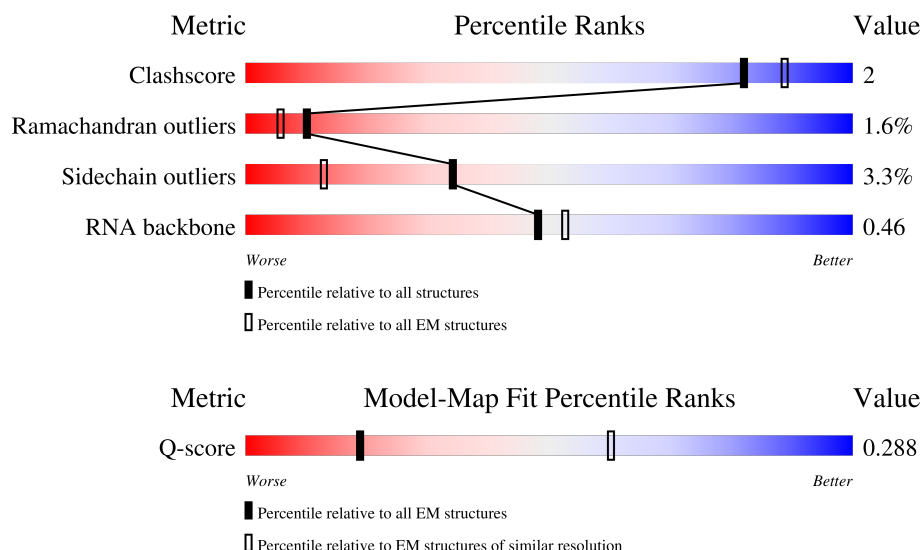 Metric Percentile Ranks Value
Clashscore 2
Ramachandran outliers 1.6%
Sidechain outliers 3.3%
RNA backbone 0.46
Worse Better
Percentile relative to all structures
Percentile relative to all EM structures
Metric Model-Map Fit Percentile Ranks Value
Q-score 0.288
Worse Better
Percentile relative to all EM structures
Percentile relative to EM structures of similar resolution